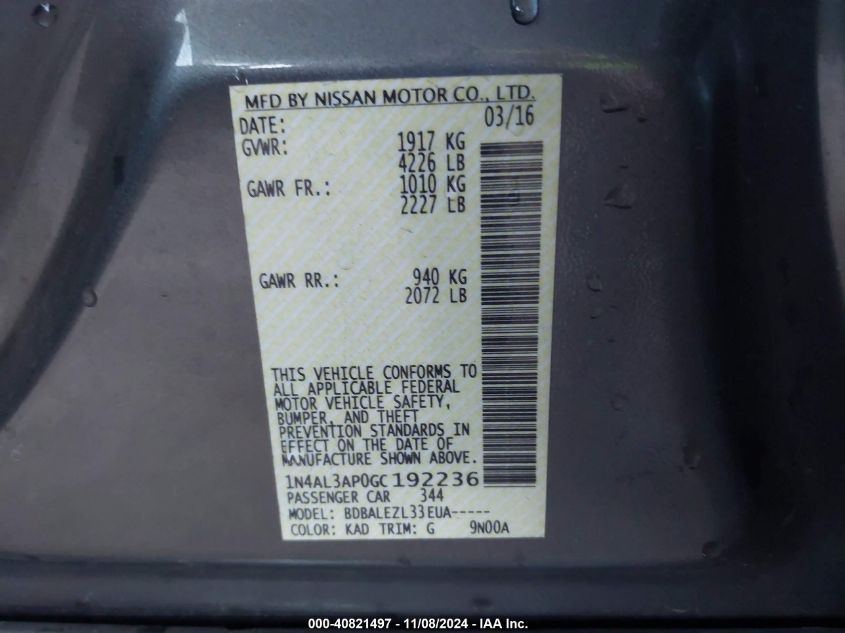 MFD BY NISSAN MOTOR CO., LTD.
DATE: 03/16
GVWR: 1917 KG
4226 LB
GAWR FR.: 1010 KG
2227 LB
GAWR RR.: 940 KG
2072 LB
THIS VEHICLE CONFORMS TO
ALL APPLICABLE FEDERAL
MOTOR VEHICLE SAFETY,
BUMPER, AND THEFT
PREVENTION STANDARDS IN
EFFECT ON THE DATE OF
MANUFACTURE SHOWN ABOVE.
1N4AL3AP0GC192236
PASSENGER CAR 344
MODEL: BDBALEZL33EUA-----
COLOR: KAD TRIM: G 9N00A
000-40821497 - 11/08/2024 - IAA Inc.